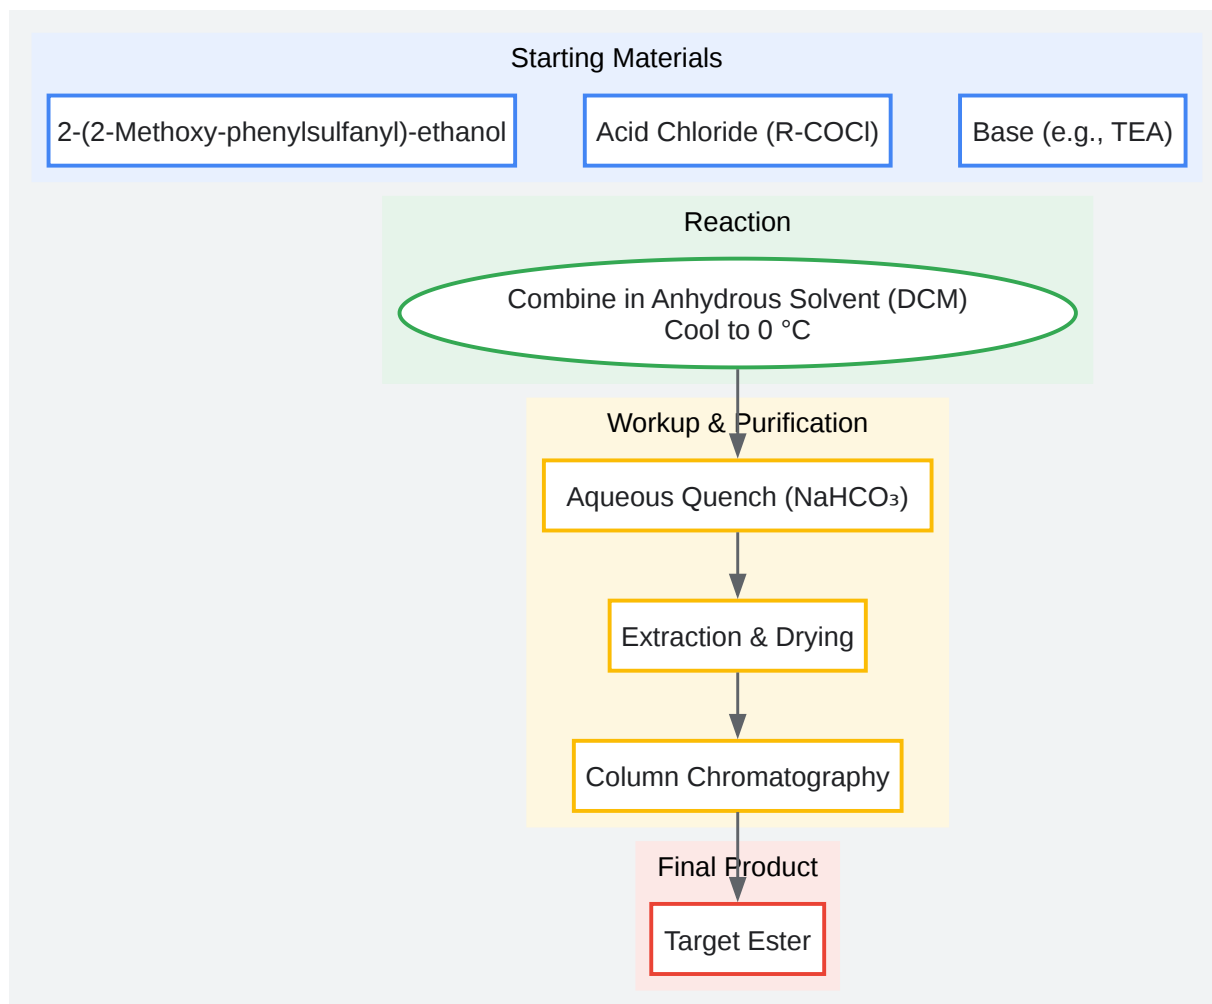 Starting Materials
2-(2-Methoxy-phenylsulfanyl)-ethanol
Acid Chloride (R-COCl)
Base (e.g., TEA)
Reaction
Combine in Anhydrous Solvent (DCM)
Cool to 0 °C
Workup & Purification
Aqueous Quench (NaHCO₃)
Extraction & Drying
Column Chromatography
Final Product
Target Ester